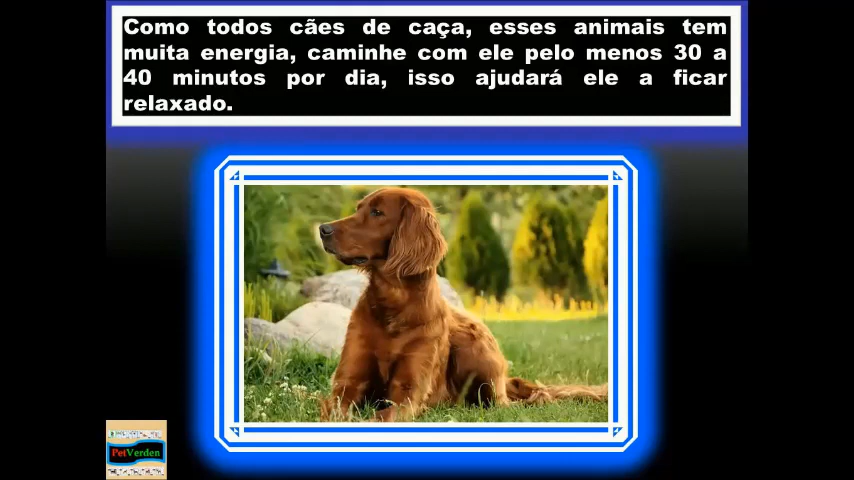 Como todos cães de caça, esses animais tem
muita energia, caminhe com ele pelo menos 30 a
40 minutos por dia, isso ajudará ele a ficar
relaxado.
PetVerden